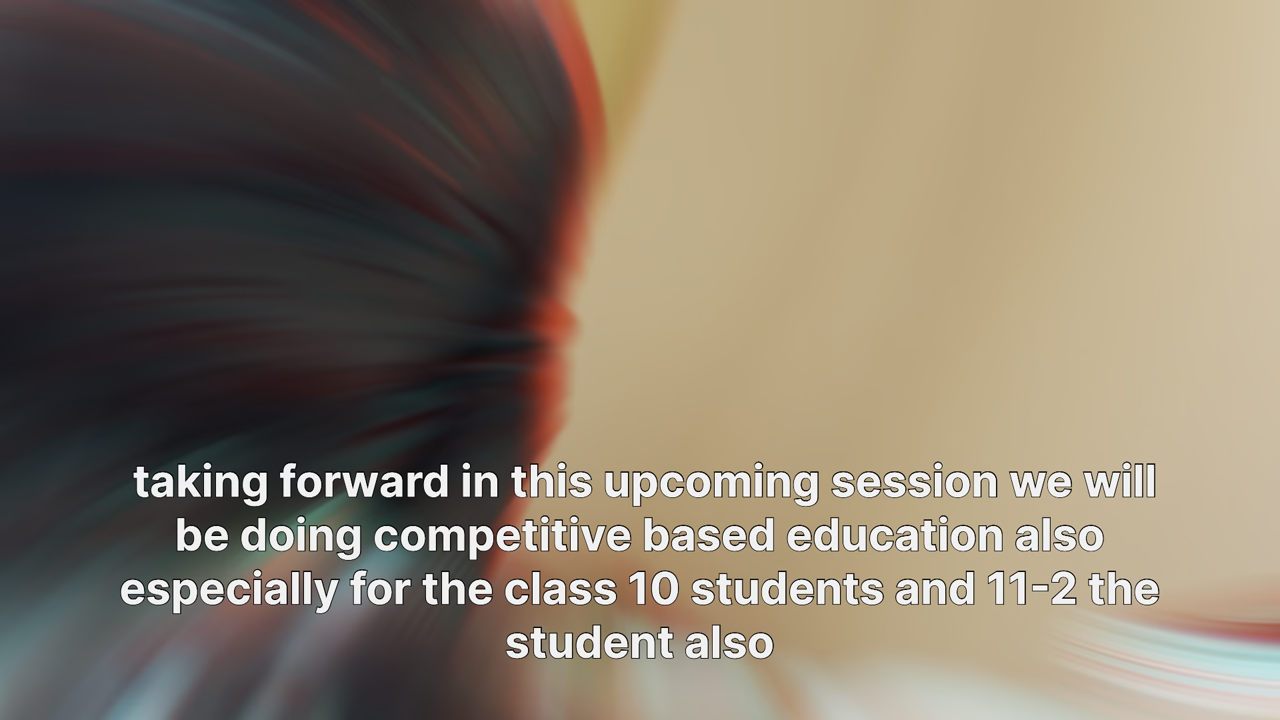 taking forward in this upcoming session we will
be doing competitive based education also
especially for the class 10 students and 11-2 the
student also